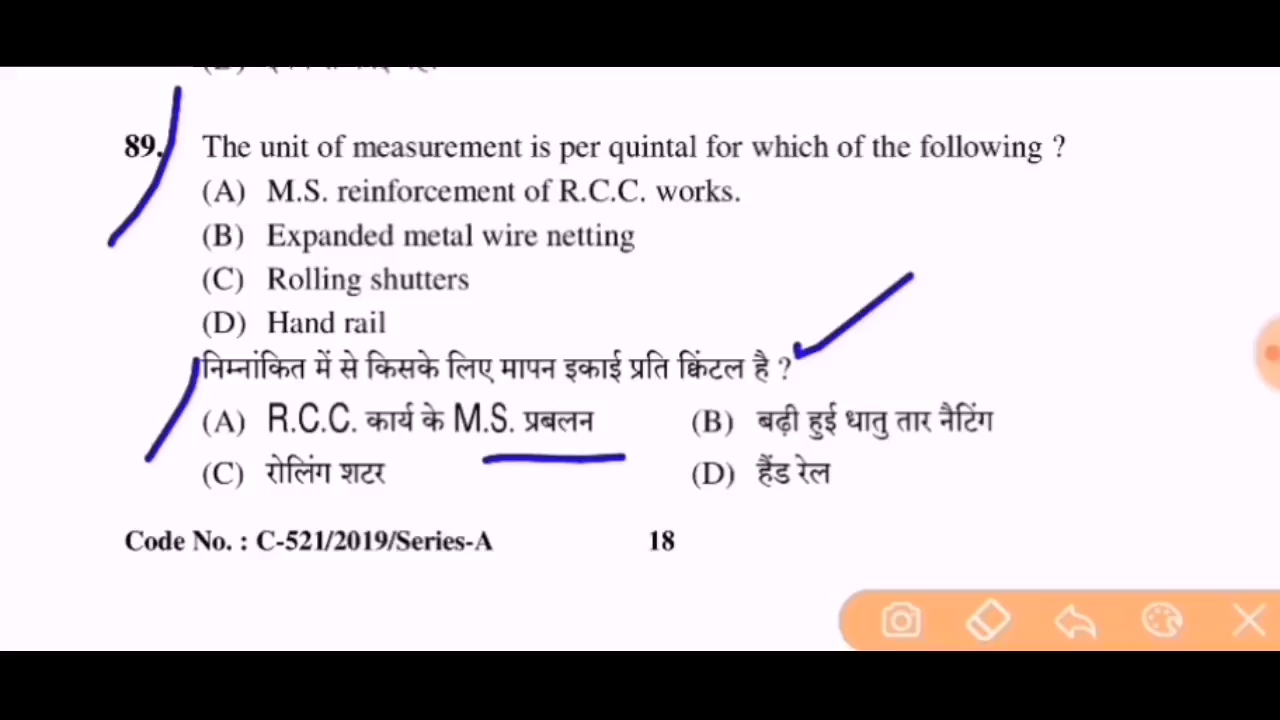 89. The unit of measurement is per quintal for which of the following ?
(A) M.S. reinforcement of R.C.C. works.
(B) Expanded metal wire netting
(C) Rolling shutters
(D) Hand rail
निम्नांकित में से किसके लिए मापन इकाई प्रति क्विंटल है ?
(A) R.C.C. कार्य के M.S. प्रबलन (B) बढ़ी हुई धातु तार नैटिंग
(C) रोलिंग शटर (D) हैंड रेल
Code No. : C-521/2019/Series-A 18